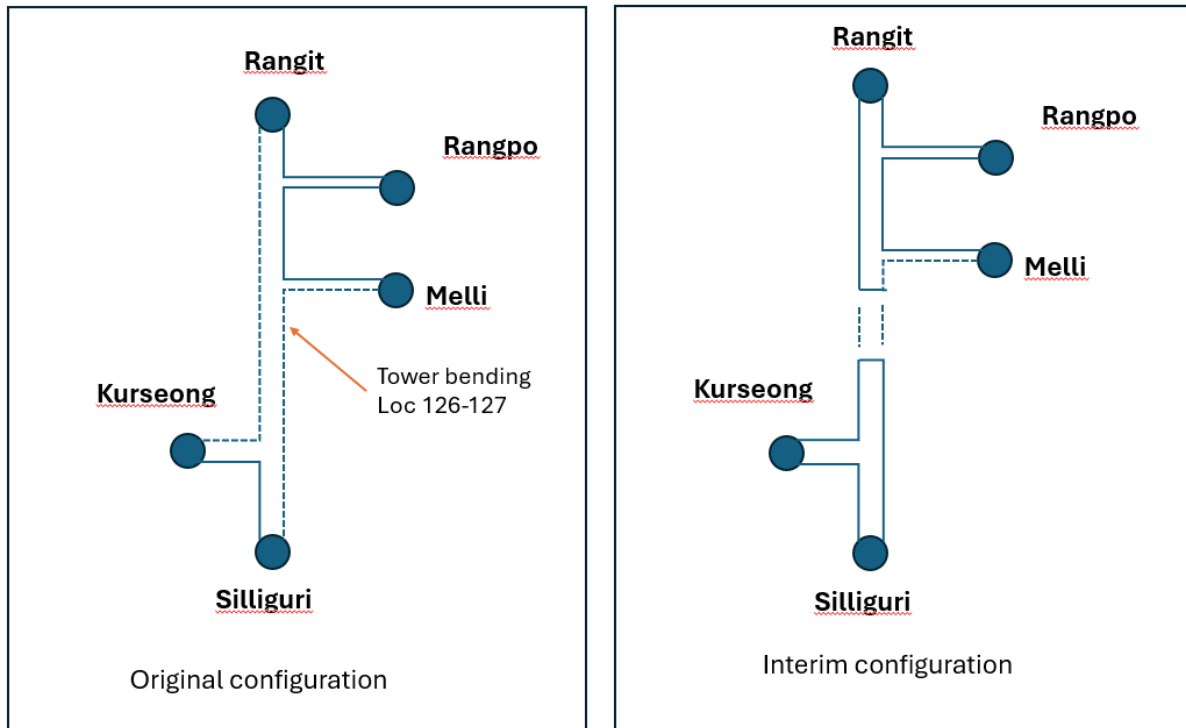 Rangit
Rangpo
Melli
Tower bending
Loc 126-127
Kurseong
Silliguri
Original configuration
Rangit
Rangpo
Melli
Kurseong
Silliguri
Interim configuration